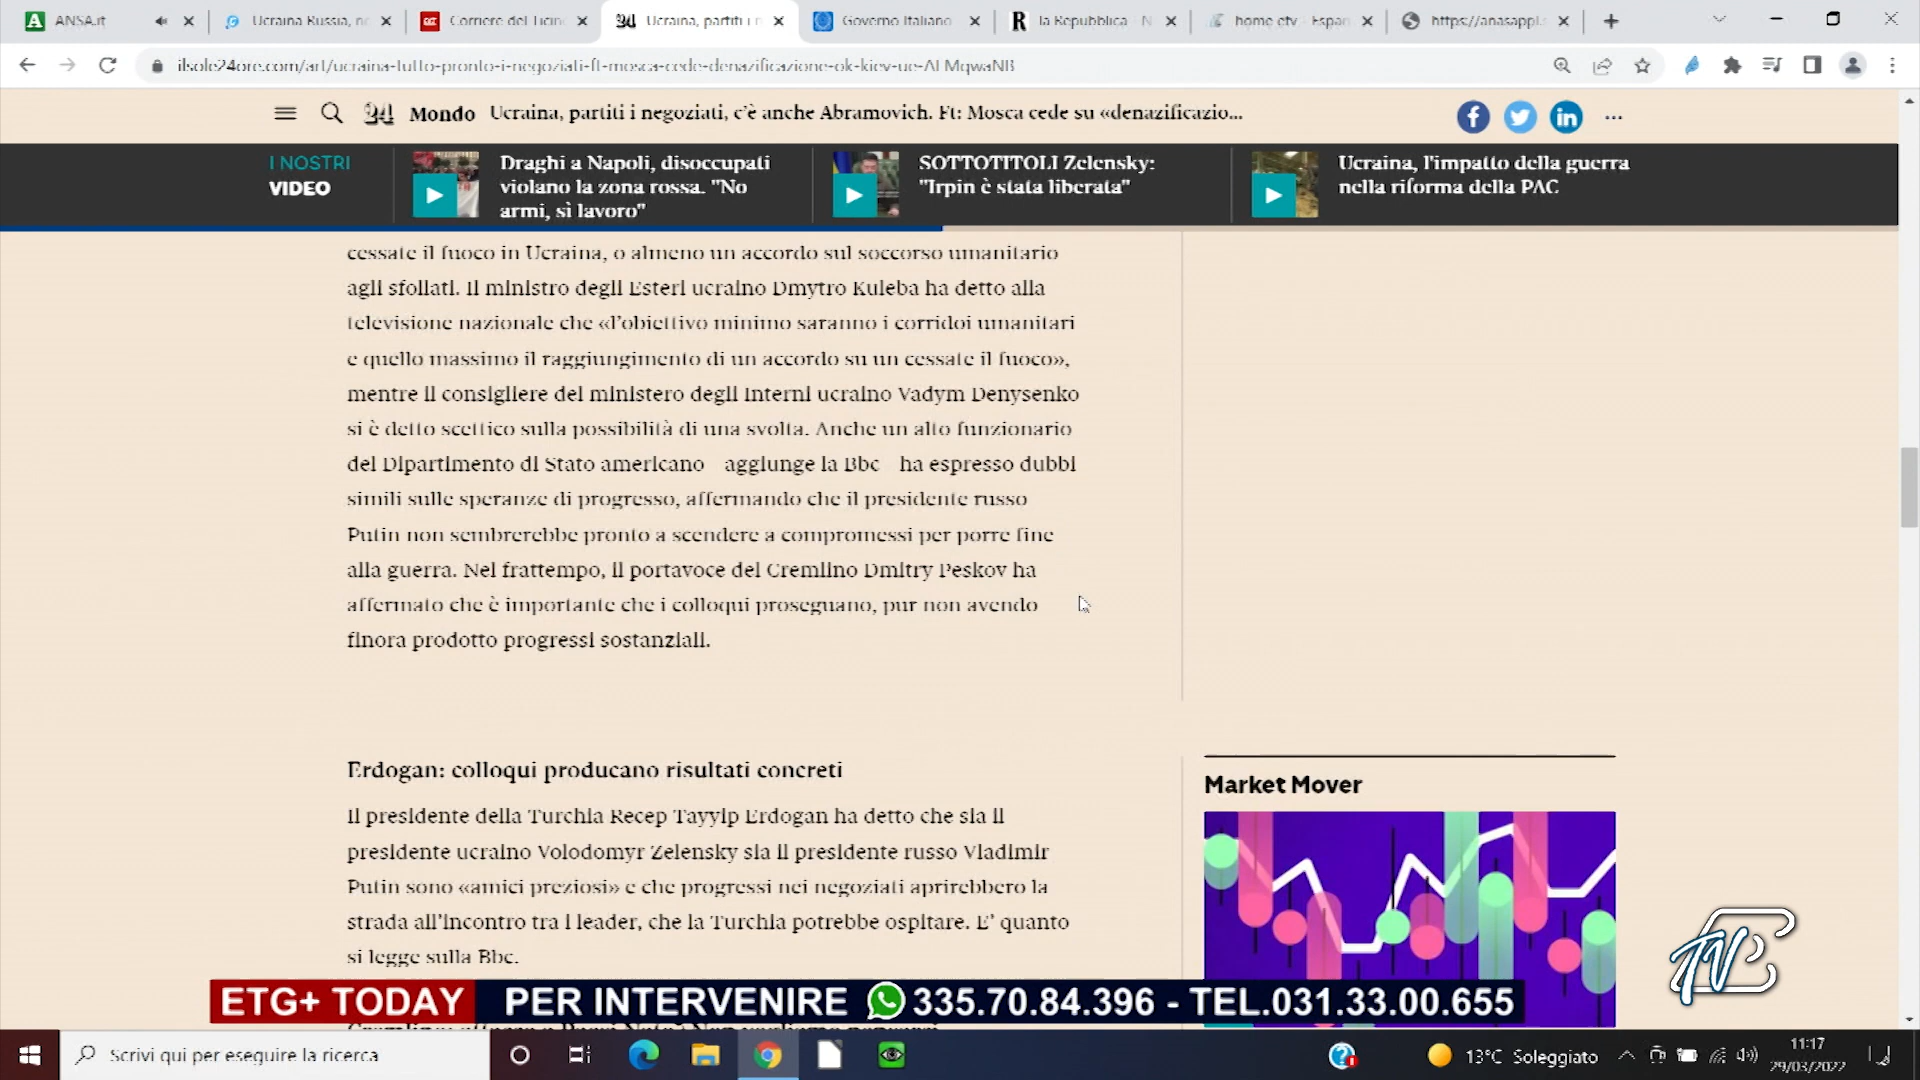 ANSA.it
Ucraina Russia, no
Corriere del Ticin
Ucraina, partiti i n
Governo Italiano
la Repubblica - N
home etv - Espan
https://anasappl.
ilsole24ore.com/art/ucraina-tutto-pronto-i-negoziati-ft-mosca-cede-denazificazione-ok-kiev-ue-AEMqwaNB
24 Mondo Ucraina, partiti i negoziati, c'è anche Abramovich. Ft: Mosca cede su «denazificazio...
I NOSTRI
VIDEO
Draghi a Napoli, disoccupati
violano la zona rossa. "No
armi, sì lavoro"
SOTTOTITOLI Zelensky:
"Irpin è stata liberata"
Ucraina, l'impatto della guerra
nella riforma della PAC
cessate il fuoco in Ucraina, o almeno un accordo sul soccorso umanitario
agli sfollati. Il ministro degli Esteri ucraino Dmytro Kuleba ha detto alla
televisione nazionale che «l'obiettivo minimo saranno i corridoi umanitari
e quello massimo il raggiungimento di un accordo su un cessate il fuoco»,
mentre il consigliere del ministero degli Interni ucraino Vadym Denysenko
si è detto scettico sulla possibilità di una svolta. Anche un alto funzionario
del Dipartimento di Stato americano aggiunge la Bbc ha espresso dubbi
simili sulle speranze di progresso, affermando che il presidente russo
Putin non sembrerebbe pronto a scendere a compromessi per porre fine
alla guerra. Nel frattempo, il portavoce del Cremlino Dmitry Peskov ha
affermato che è importante che i colloqui proseguano, pur non avendo
finora prodotto progressi sostanziali.
Erdogan: colloqui producano risultati concreti
Il presidente della Turchia Recep Tayyip Erdogan ha detto che sia il
presidente ucraino Volodomyr Zelensky sia il presidente russo Vladimir
Putin sono «amici preziosi» e che progressi nei negoziati aprirebbero la
strada all'incontro tra i leader, che la Turchia potrebbe ospitare. E' quanto
si legge sulla Bbc.
Market Mover
ETG+ TODAY PER INTERVENIRE 335.70.84.396 - TEL.031.33.00.655
Scrivi qui per eseguire la ricerca
13°C Soleggiato
11:17
29/03/2022